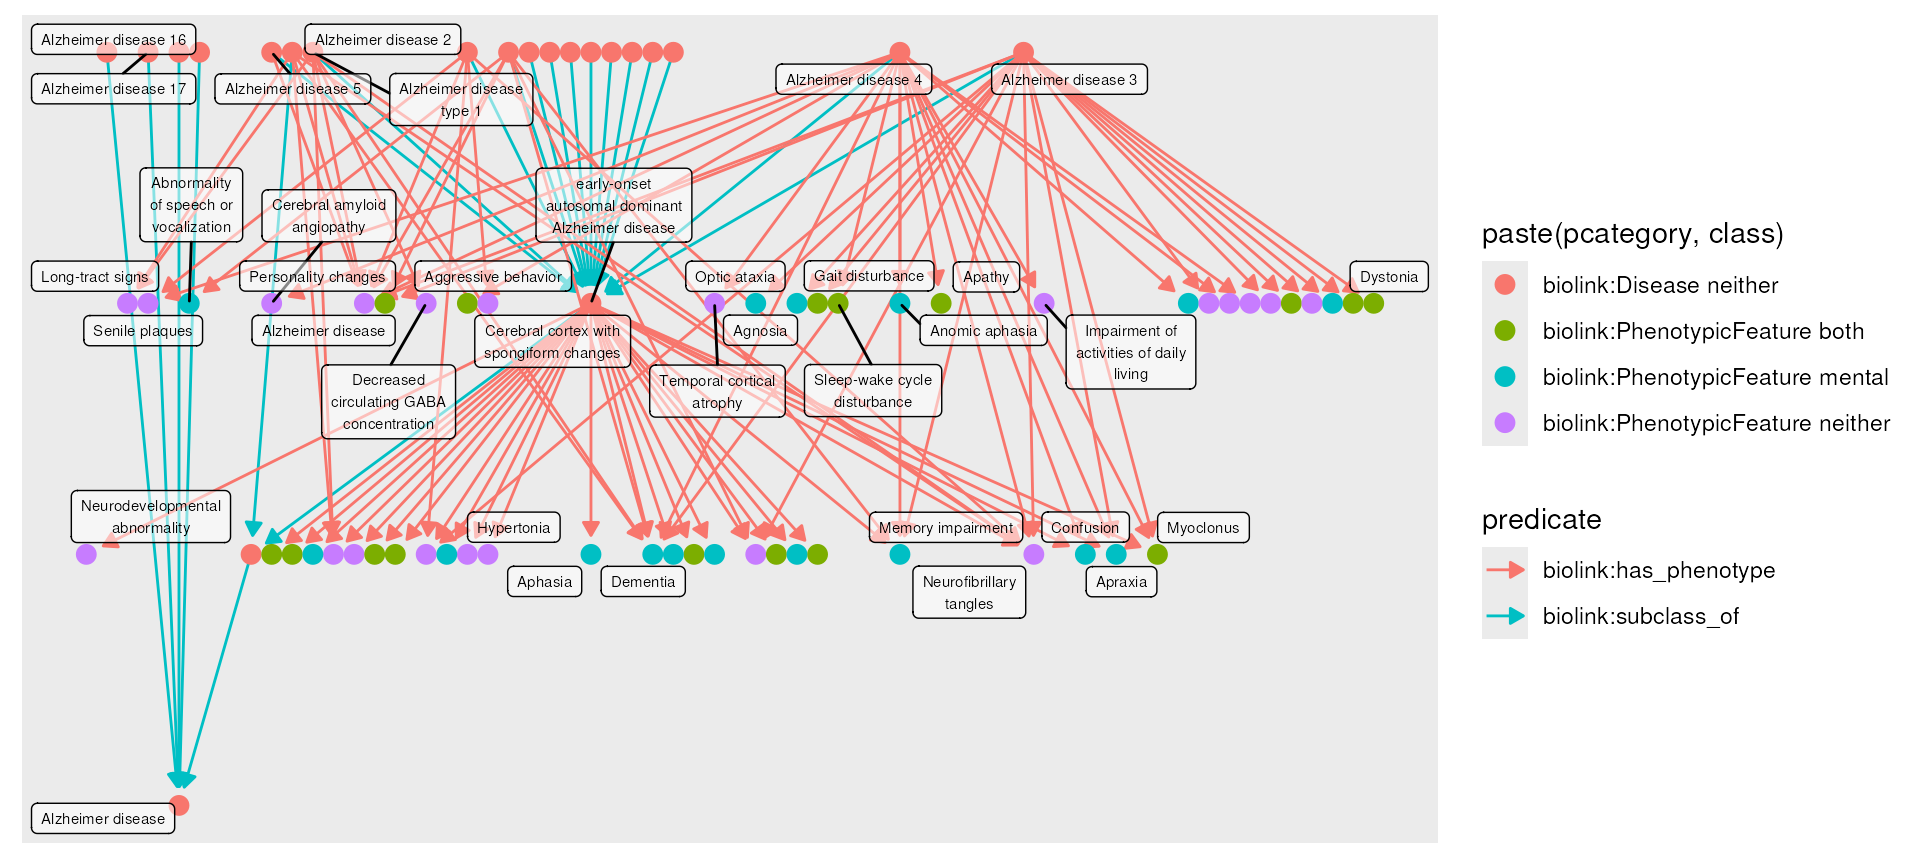 Alzheimer disease 16
Alzheimer disease 2
Alzheimer disease 17
Alzheimer disease 5
Alzheimer disease
type 1
Alzheimer disease 4
Alzheimer disease 3
Abnormality
of speech or
vocalization
Cerebral amyloid
angiopathy
early-onset
autosomal dominant
Alzheimer disease
Long-tract signs
Personality changes
Aggressive behavior
Optic ataxia
Gait disturbance
Apathy
Dystonia
Senile plaques
Alzheimer disease
Cerebral cortex with
spongiform changes
Agnosia
Anomic aphasia
Impairment of
activities of daily
living
Decreased
circulating GABA
concentration
Temporal cortical
atrophy
Sleep-wake cycle
disturbance
Neurodevelopmental
abnormality
Hypertonia
Memory impairment
Confusion
Myoclonus
Aphasia
Dementia
Neurofibrillary
tangles
Apraxia
Alzheimer disease
paste(pcategory, class)
biolink:Disease neither
biolink:PhenotypicFeature both
biolink:PhenotypicFeature mental
biolink:PhenotypicFeature neither
predicate
biolink:has_phenotype
biolink:subclass_of